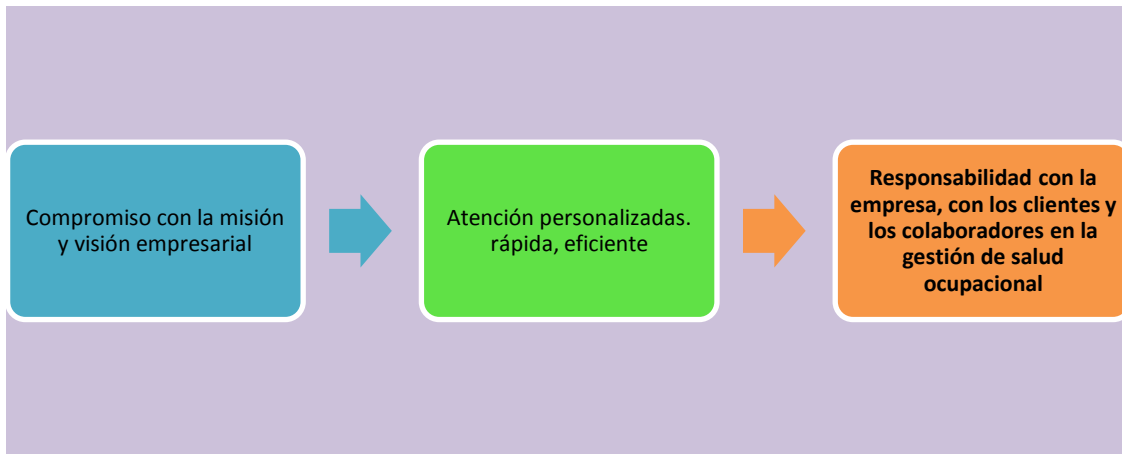 Compromiso con la misión
y visión empresarial
Atención personalizadas.
rápida, eficiente
Responsabilidad con la
empresa, con los clientes y
los colaboradores en la
gestión de salud
ocupacional